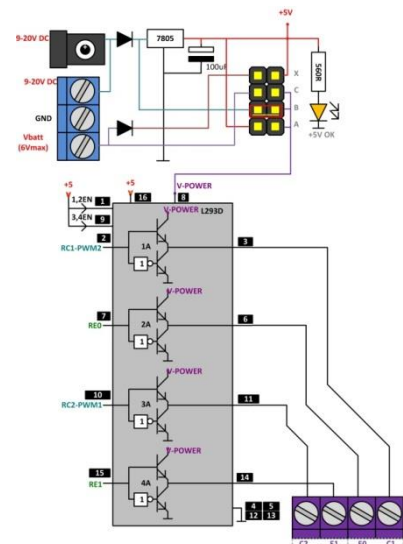 9-20V DC
7805
+5V
100uF
560R
9-20V DC
GND
Vbatt
(6Vmax)
X
C
B
A
+5V OK
+5
+5
V-POWER
1,2EN
1
16
8
L293D
3,4EN
9
V-POWER
2
RC1-PWM2
1A
1
3
V-POWER
7
RE0
2A
1
6
V-POWER
10
RC2-PWM1
3A
1
11
V-POWER
15
RE1
4A
1
14
4 5
12 13